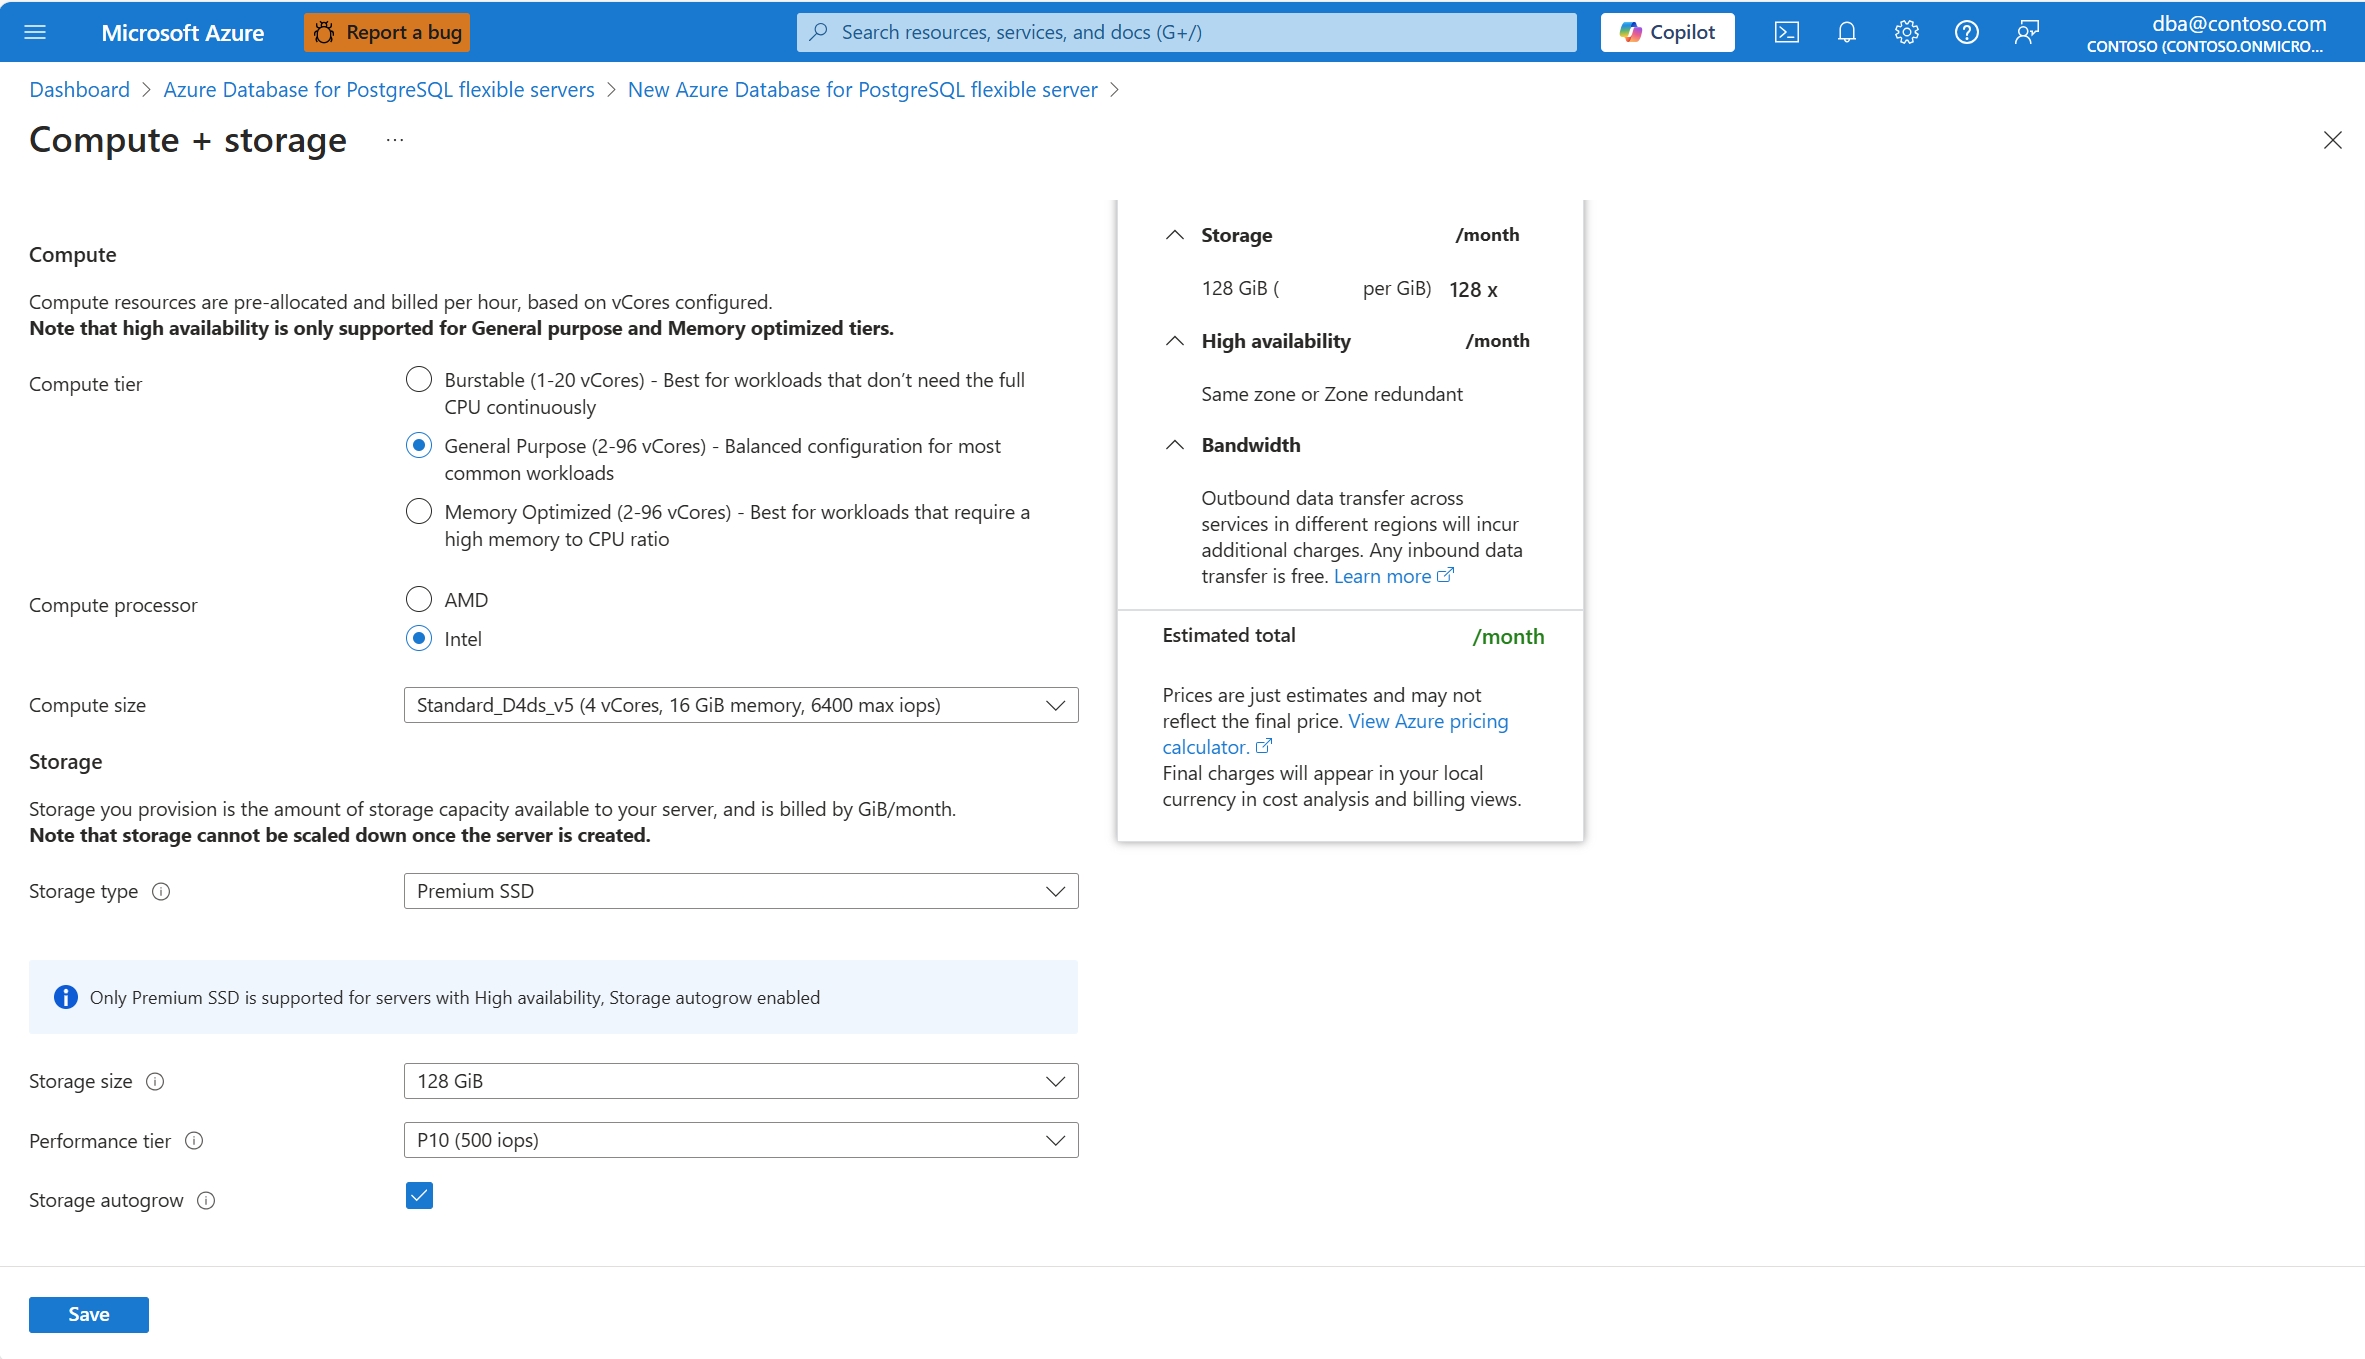 Microsoft Azure
Report a bug
Search resources, services, and docs (G+/)
Copilot
dba@contoso.com
CONTOSO (CONTOSO.ONMICRO...
Dashboard > Azure Database for PostgreSQL flexible servers > New Azure Database for PostgreSQL flexible server >
Compute + storage ...
Compute
Compute resources are pre-allocated and billed per hour, based on vCores configured.
Note that high availability is only supported for General purpose and Memory optimized tiers.
Compute tier
Burstable (1-20 vCores) - Best for workloads that don't need the full
CPU continuously
General Purpose (2-96 vCores) - Balanced configuration for most
common workloads
Memory Optimized (2-96 vCores) - Best for workloads that require a
high memory to CPU ratio
Compute processor
AMD
Intel
Compute size
Standard_D4ds_v5 (4 vCores, 16 GiB memory, 6400 max iops)
Storage
Storage you provision is the amount of storage capacity available to your server, and is billed by GiB/month.
Note that storage cannot be scaled down once the server is created.
Storage type
Premium SSD
Only Premium SSD is supported for servers with High availability, Storage autogrow enabled
Storage size
128 GiB
Performance tier
P10 (500 iops)
Storage autogrow
Save
Storage /month
128 GiB ( per GiB) 128 x
High availability /month
Same zone or Zone redundant
Bandwidth
Outbound data transfer across
services in different regions will incur
additional charges. Any inbound data
transfer is free. Learn more
Estimated total /month
Prices are just estimates and may not
reflect the final price. View Azure pricing
calculator.
Final charges will appear in your local
currency in cost analysis and billing views.